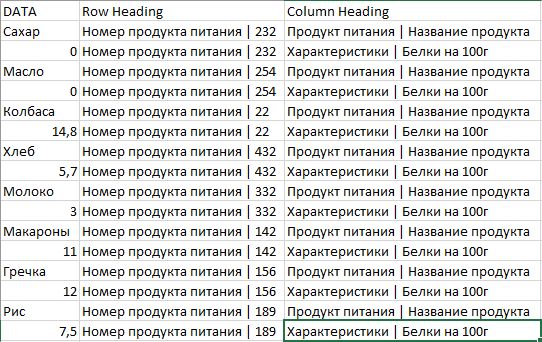 DATA Row Heading Column Heading
Сахар Номер продукта питания | 232 Продукт питания | Название продукта
0 Номер продукта питания | 232 Характеристики | Белки на 100г
Масло Номер продукта питания | 254 Продукт питания | Название продукта
0 Номер продукта питания | 254 Характеристики | Белки на 100г
Колбаса Номер продукта питания | 22 Продукт питания | Название продукта
14,8 Номер продукта питания | 22 Характеристики | Белки на 100г
Хлеб Номер продукта питания | 432 Продукт питания | Название продукта
5,7 Номер продукта питания | 432 Характеристики | Белки на 100г
Молоко Номер продукта питания | 332 Продукт питания | Название продукта
3 Номер продукта питания | 332 Характеристики | Белки на 100г
Макароны Номер продукта питания | 142 Продукт питания | Название продукта
11 Номер продукта питания | 142 Характеристики | Белки на 100г
Гречка Номер продукта питания | 156 Продукт питания | Название продукта
12 Номер продукта питания | 156 Характеристики | Белки на 100г
Рис Номер продукта питания | 189 Продукт питания | Название продукта
7,5 Номер продукта питания | 189 Характеристики | Белки на 100г